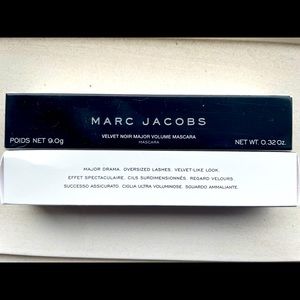 MARC JACOBS
VELVET NOIR MAJOR VOLUME MASCARA
POIDS NET 9.0g MASCARA NET WT. 0.32 Oz.
MAJOR DRAMA. OVERSIZED LASHES. VELVET-LIKE LOOK.
EFFET SPECTACULAIRE. CILS SURDIMENSIONNÉS. REGARD VELOURS.
SUCCESSO ASSICURATO. CIGLIA ULTRA VOLUMINOSE. SGUARDO AMMALIANTE.